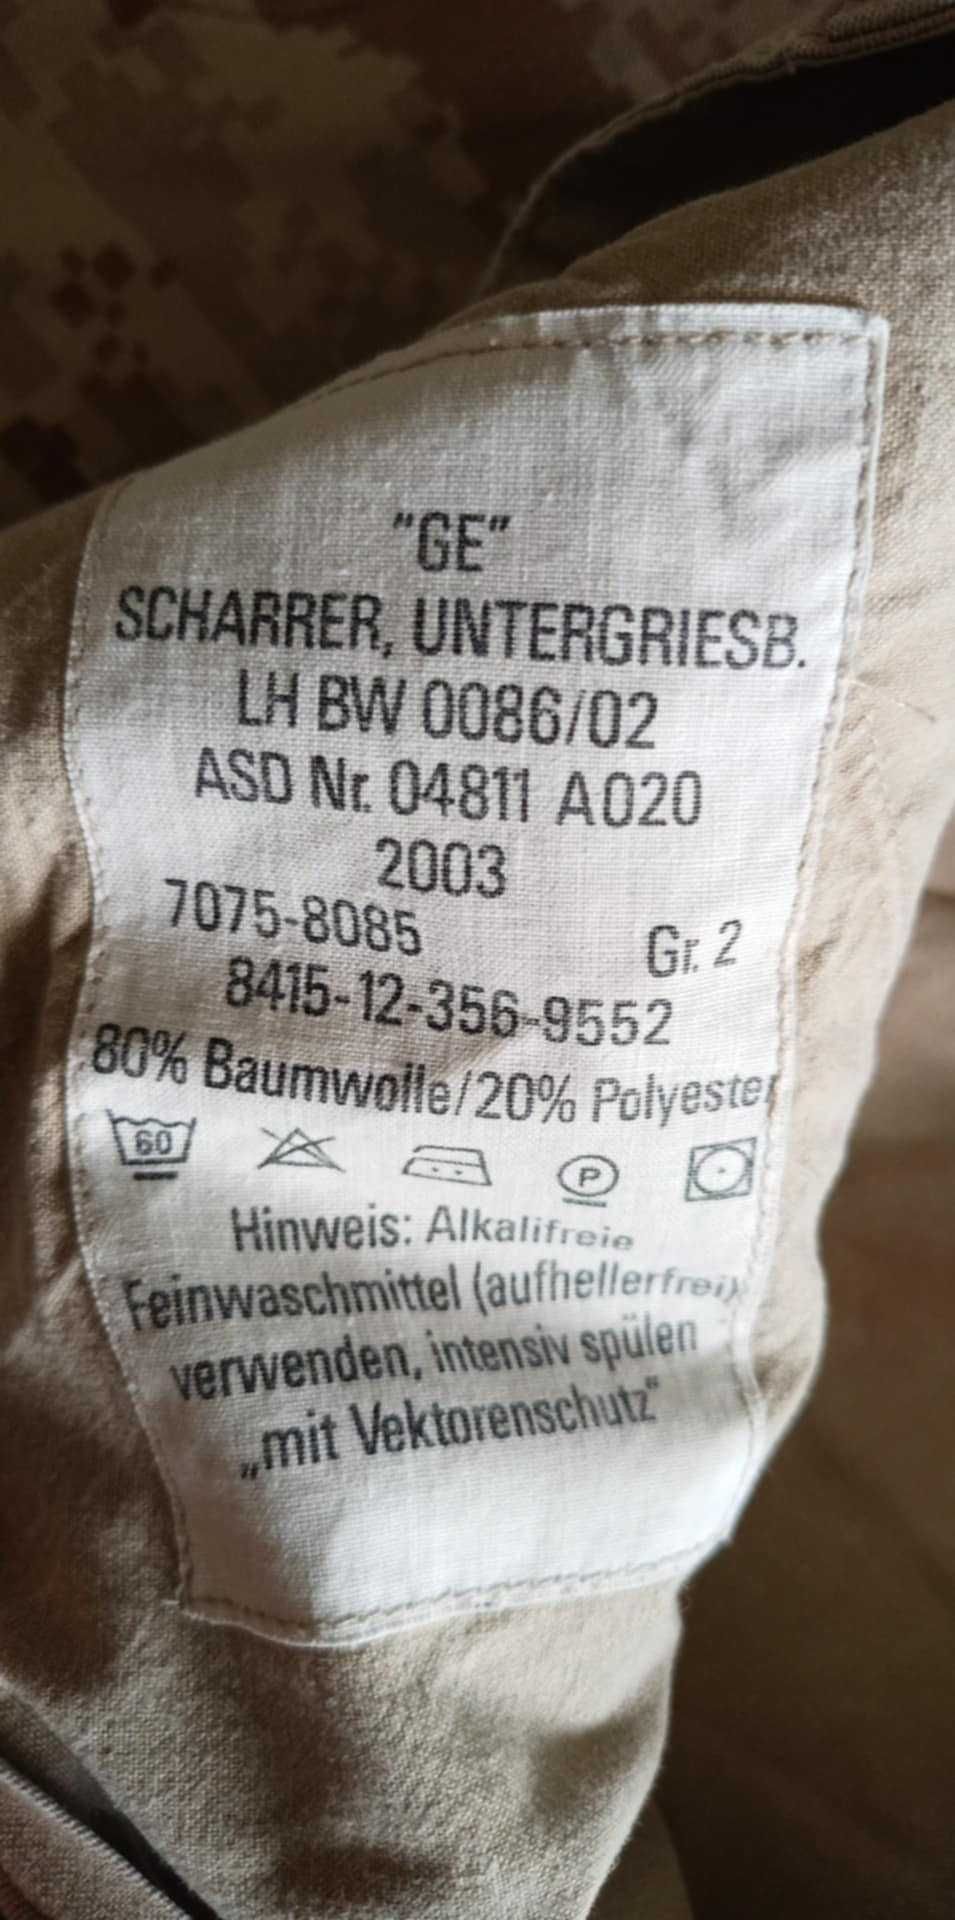 "GE"
SCHARRER, UNTERGRIESB.
LH BW 0086/02
ASD Nr. 04811 A020
2003
7075-8085 Gr. 2
8415-12-356-9552
80% Baumwolle/20% Polyester
60 P
Hinweis: Alkalifreie
Feinwaschmittel (aufhellerfrei)
verwenden, intensiv spülen
„mit Vektorenschutz"